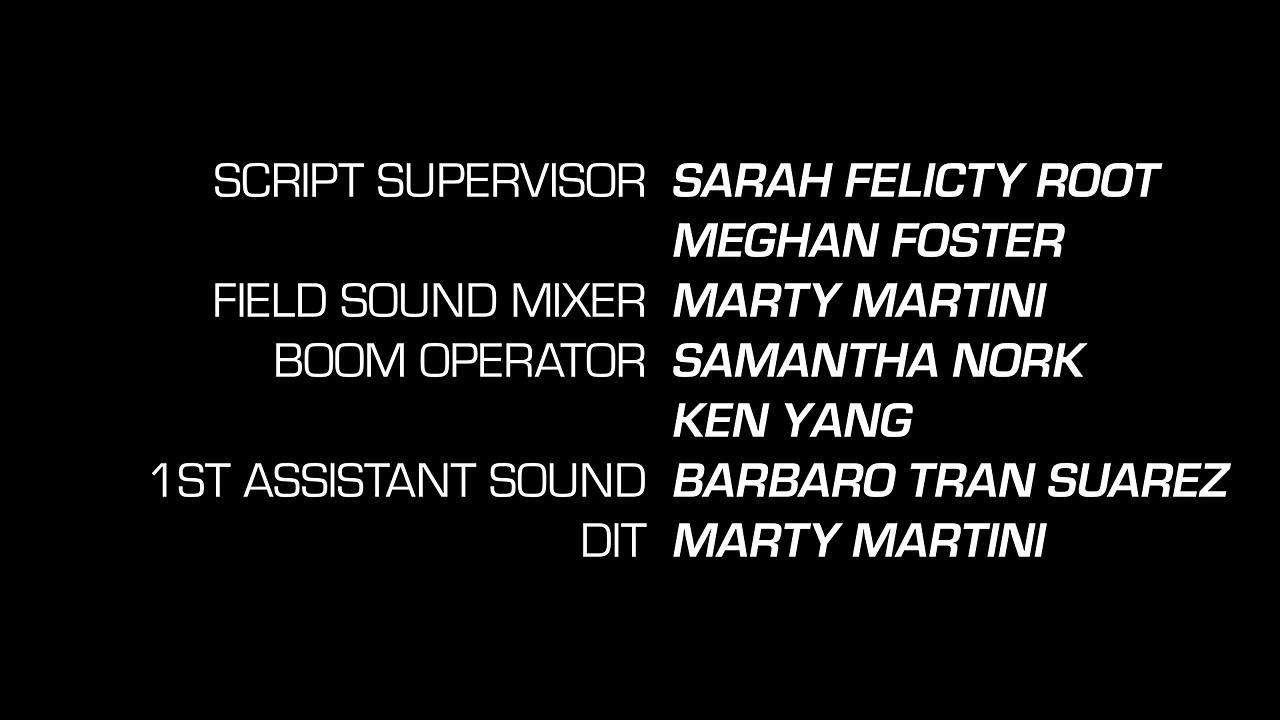 SCRIPT SUPERVISOR SARAH FELICTY ROOT
MEGHAN FOSTER
FIELD SOUND MIXER MARTY MARTINI
BOOM OPERATOR SAMANTHA NORK
KEN YANG
1ST ASSISTANT SOUND BARBARO TRAN SUAREZ
DIT MARTY MARTINI